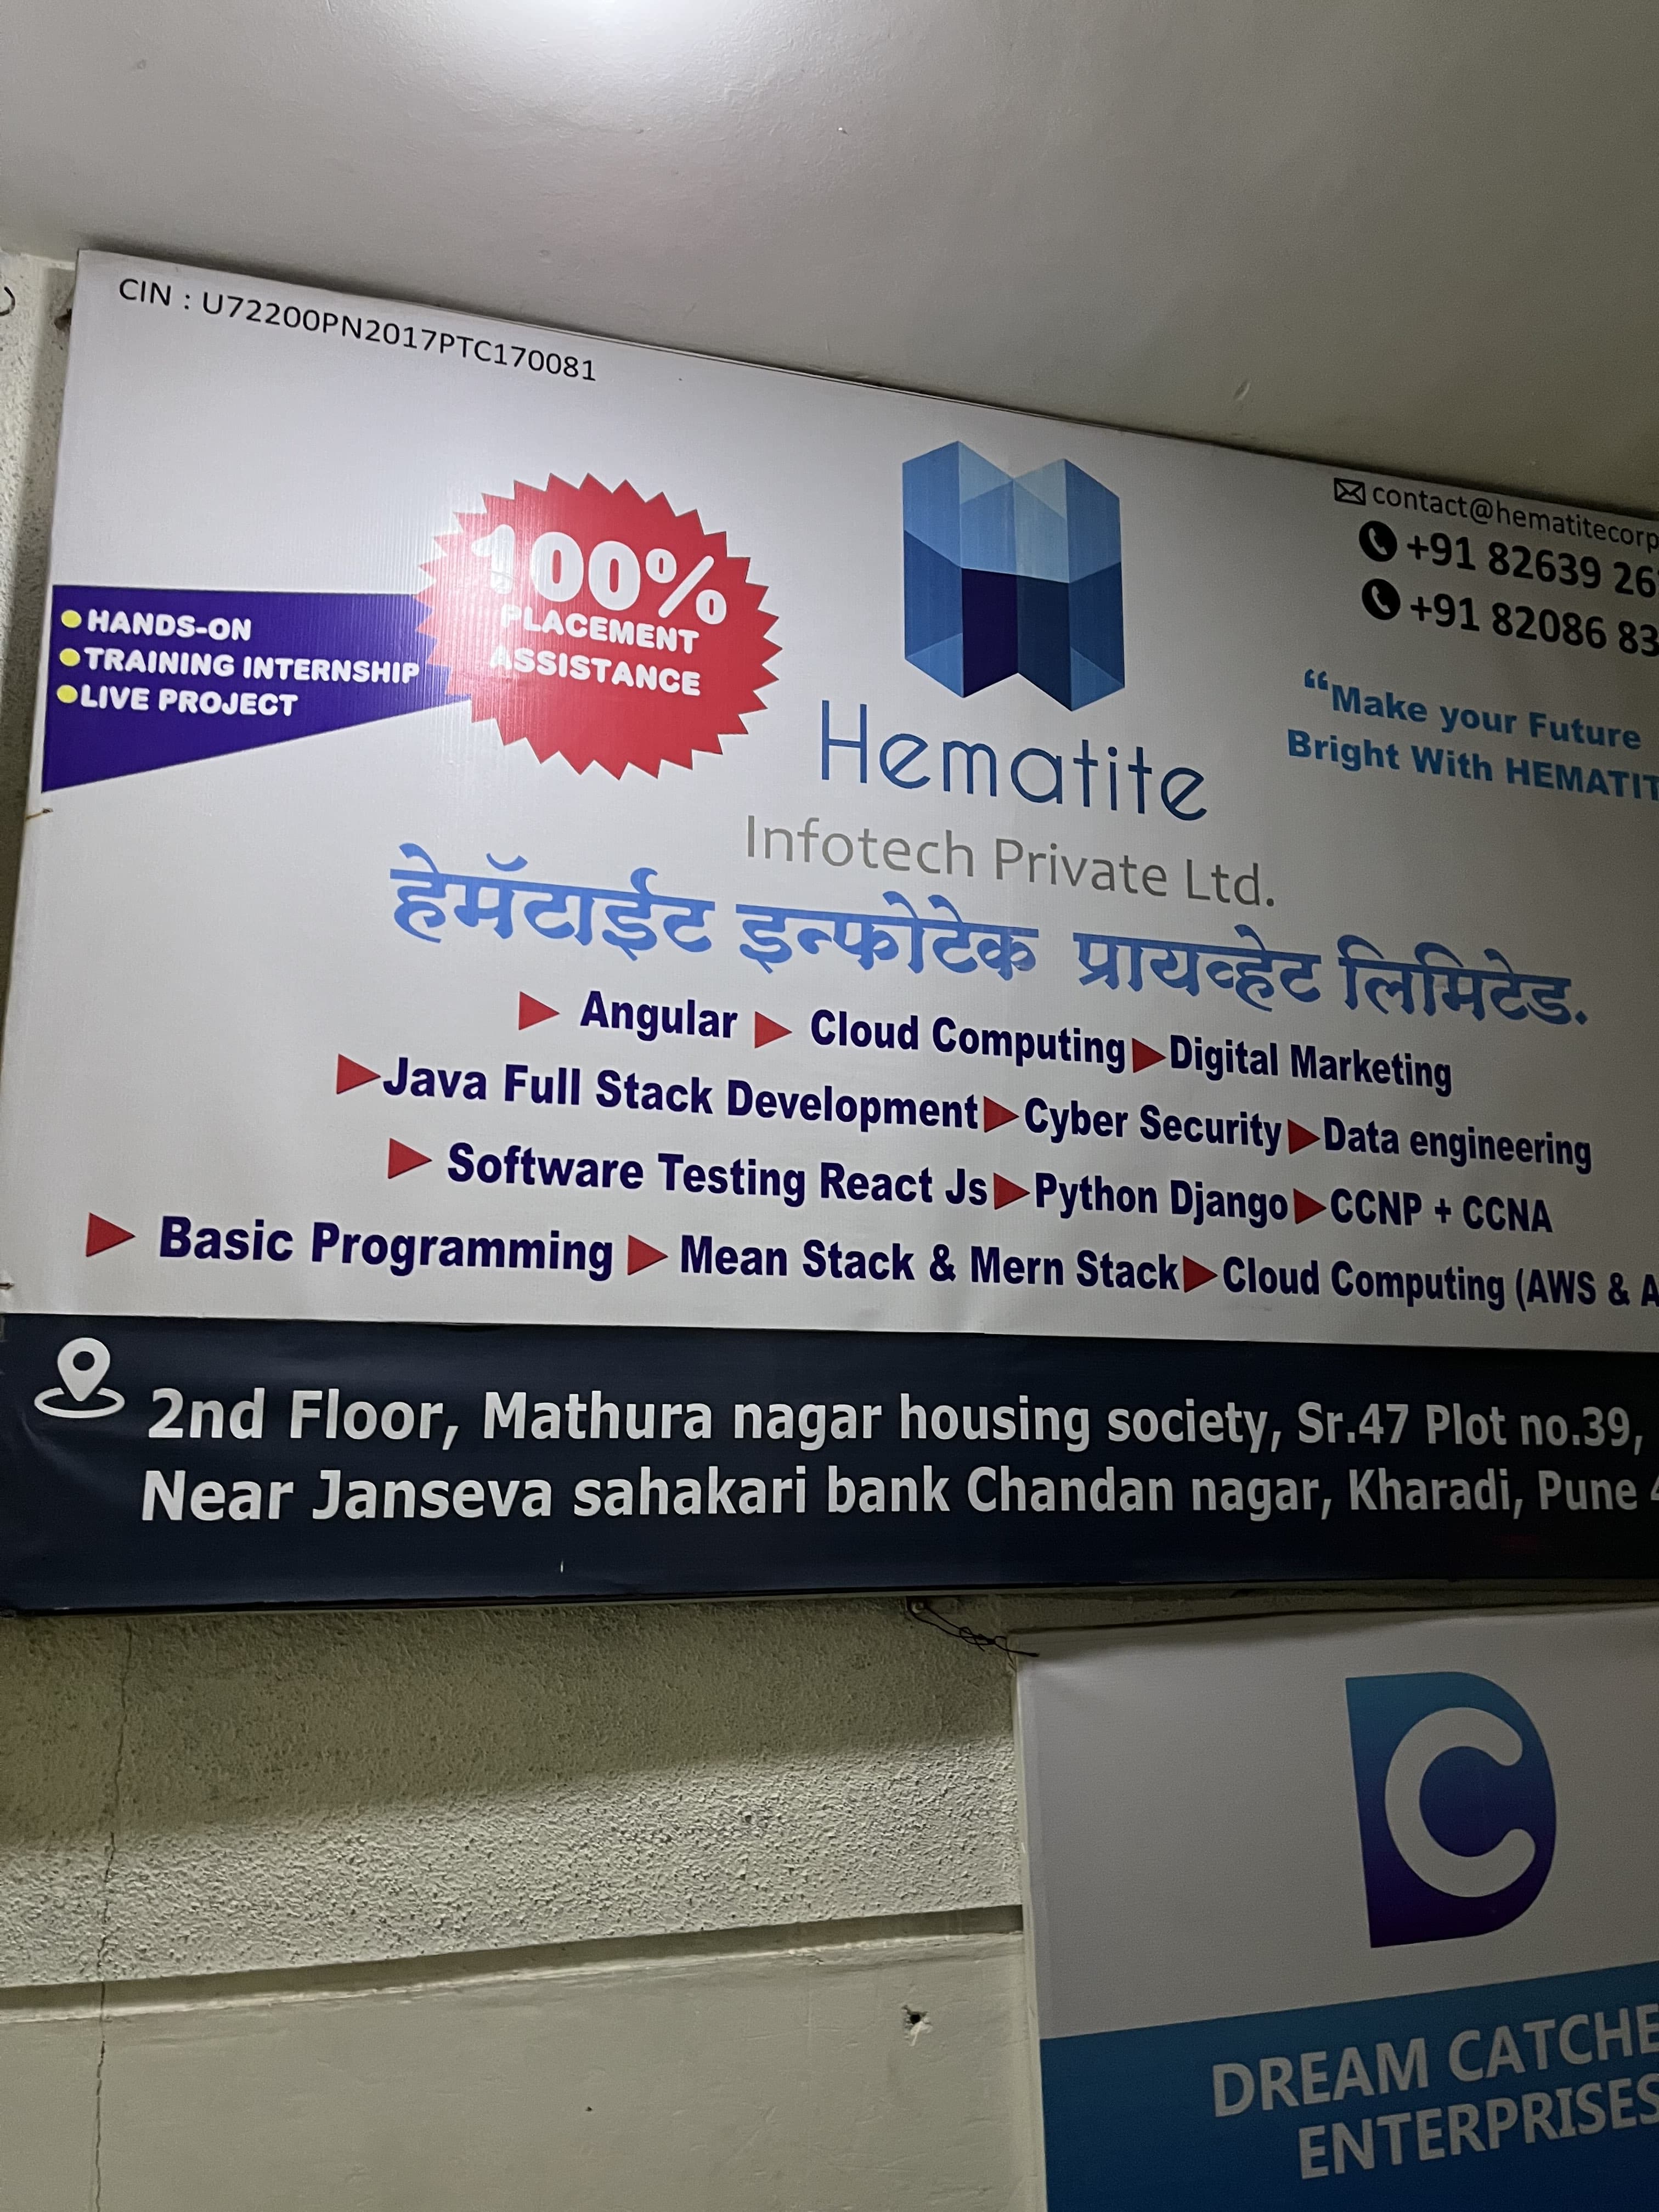 CIN : U72200PN2017PTC170081
contact@hematitecorp
+91 82639 26
+91 82086 83
100%
PLACEMENT
ASSISTANCE
HANDS-ON
TRAINING INTERNSHIP
LIVE PROJECT
“Make your Future
Bright With HEMATIT
Hematite
Infotech Private Ltd.
हेमॅटाईट इन्फोटेक प्रायव्हेट लिमिटेड.
Angular Cloud Computing Digital Marketing
Java Full Stack Development Cyber Security Data engineering
Software Testing React Js Python Django CCNP + CCNA
Basic Programming Mean Stack & Mern Stack Cloud Computing (AWS & A
2nd Floor, Mathura nagar housing society, Sr.47 Plot no.39,
Near Janseva sahakari bank Chandan nagar, Kharadi, Pune
DC
DREAM CATCHE
ENTERPRISES